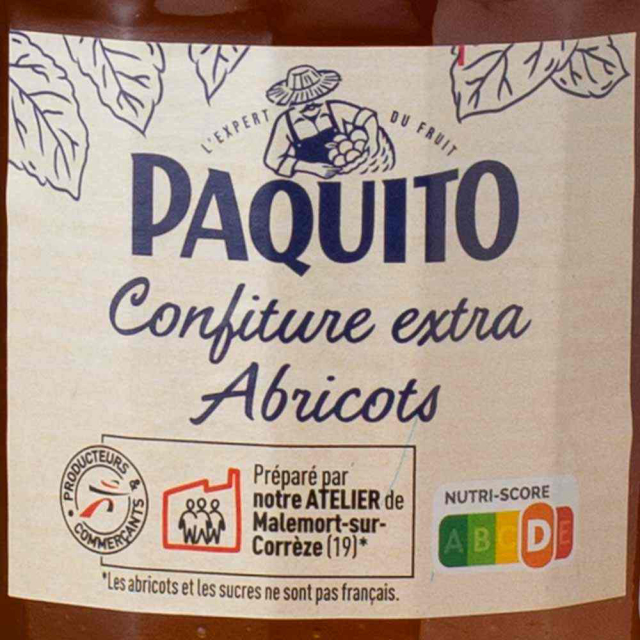 L'EXPERT DU FRUIT
PAQUITO
Confiture extra
Abricots
PRODUCTEURS & COMMERÇANTS
Préparé par
notre ATELIER de
Malemort-sur-
Corrèze (19)*
NUTRI-SCORE
A B C D E
*Les abricots et les sucres ne sont pas français.